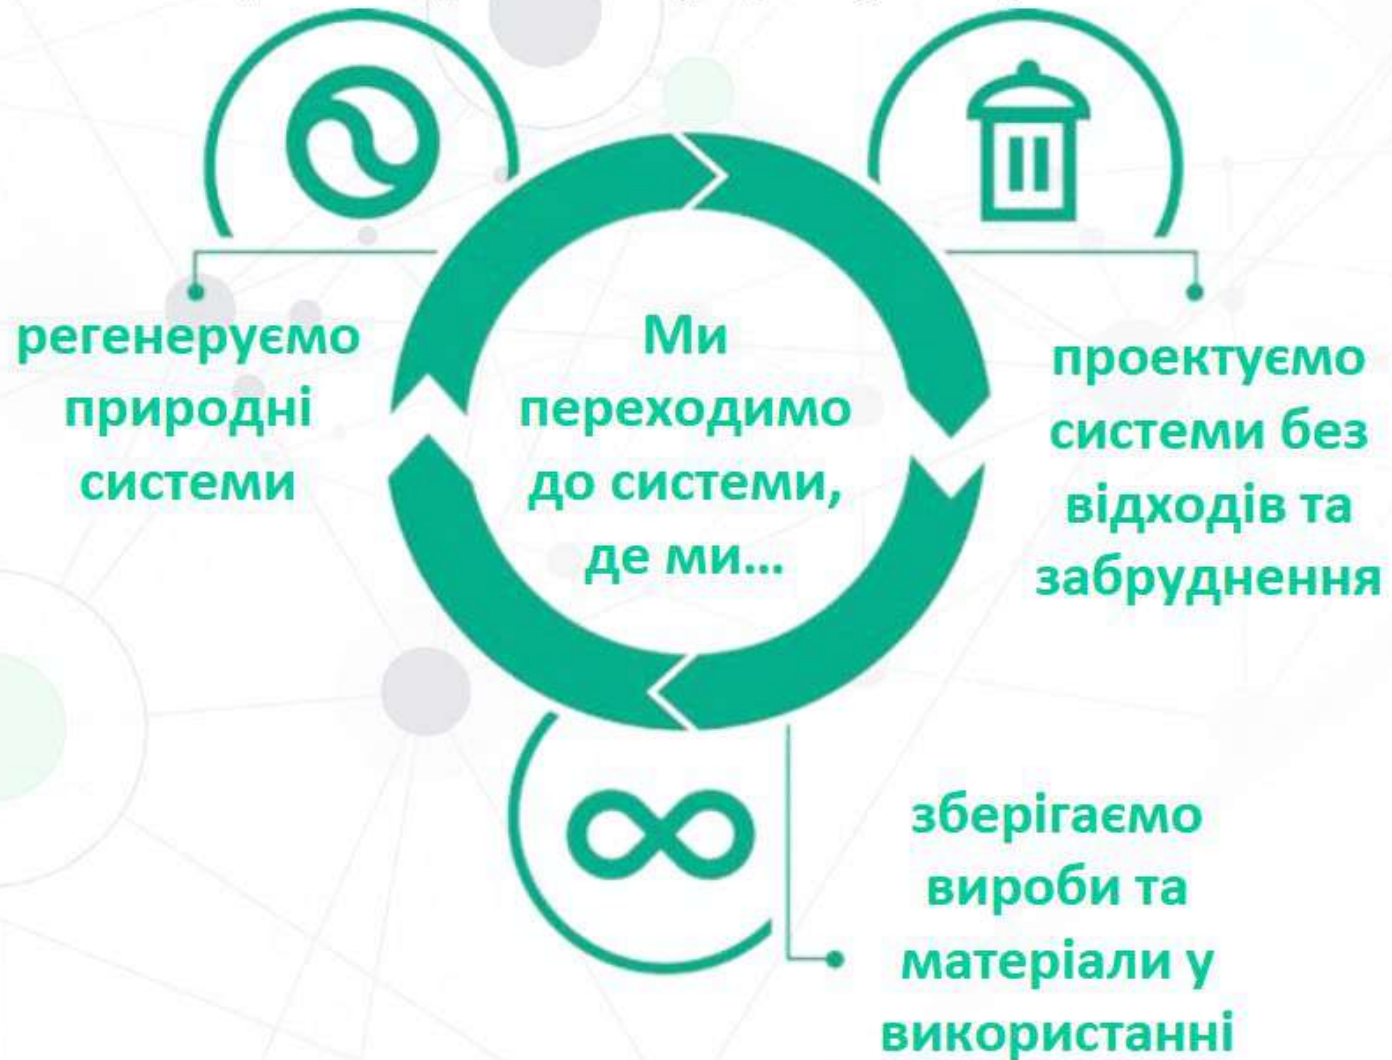 регенеруємо
природні
системи
Ми
переходимо
до системи,
де ми...
проектуємо
системи без
відходів та
забруднення
зберігаємо
вироби та
матеріали у
використанні